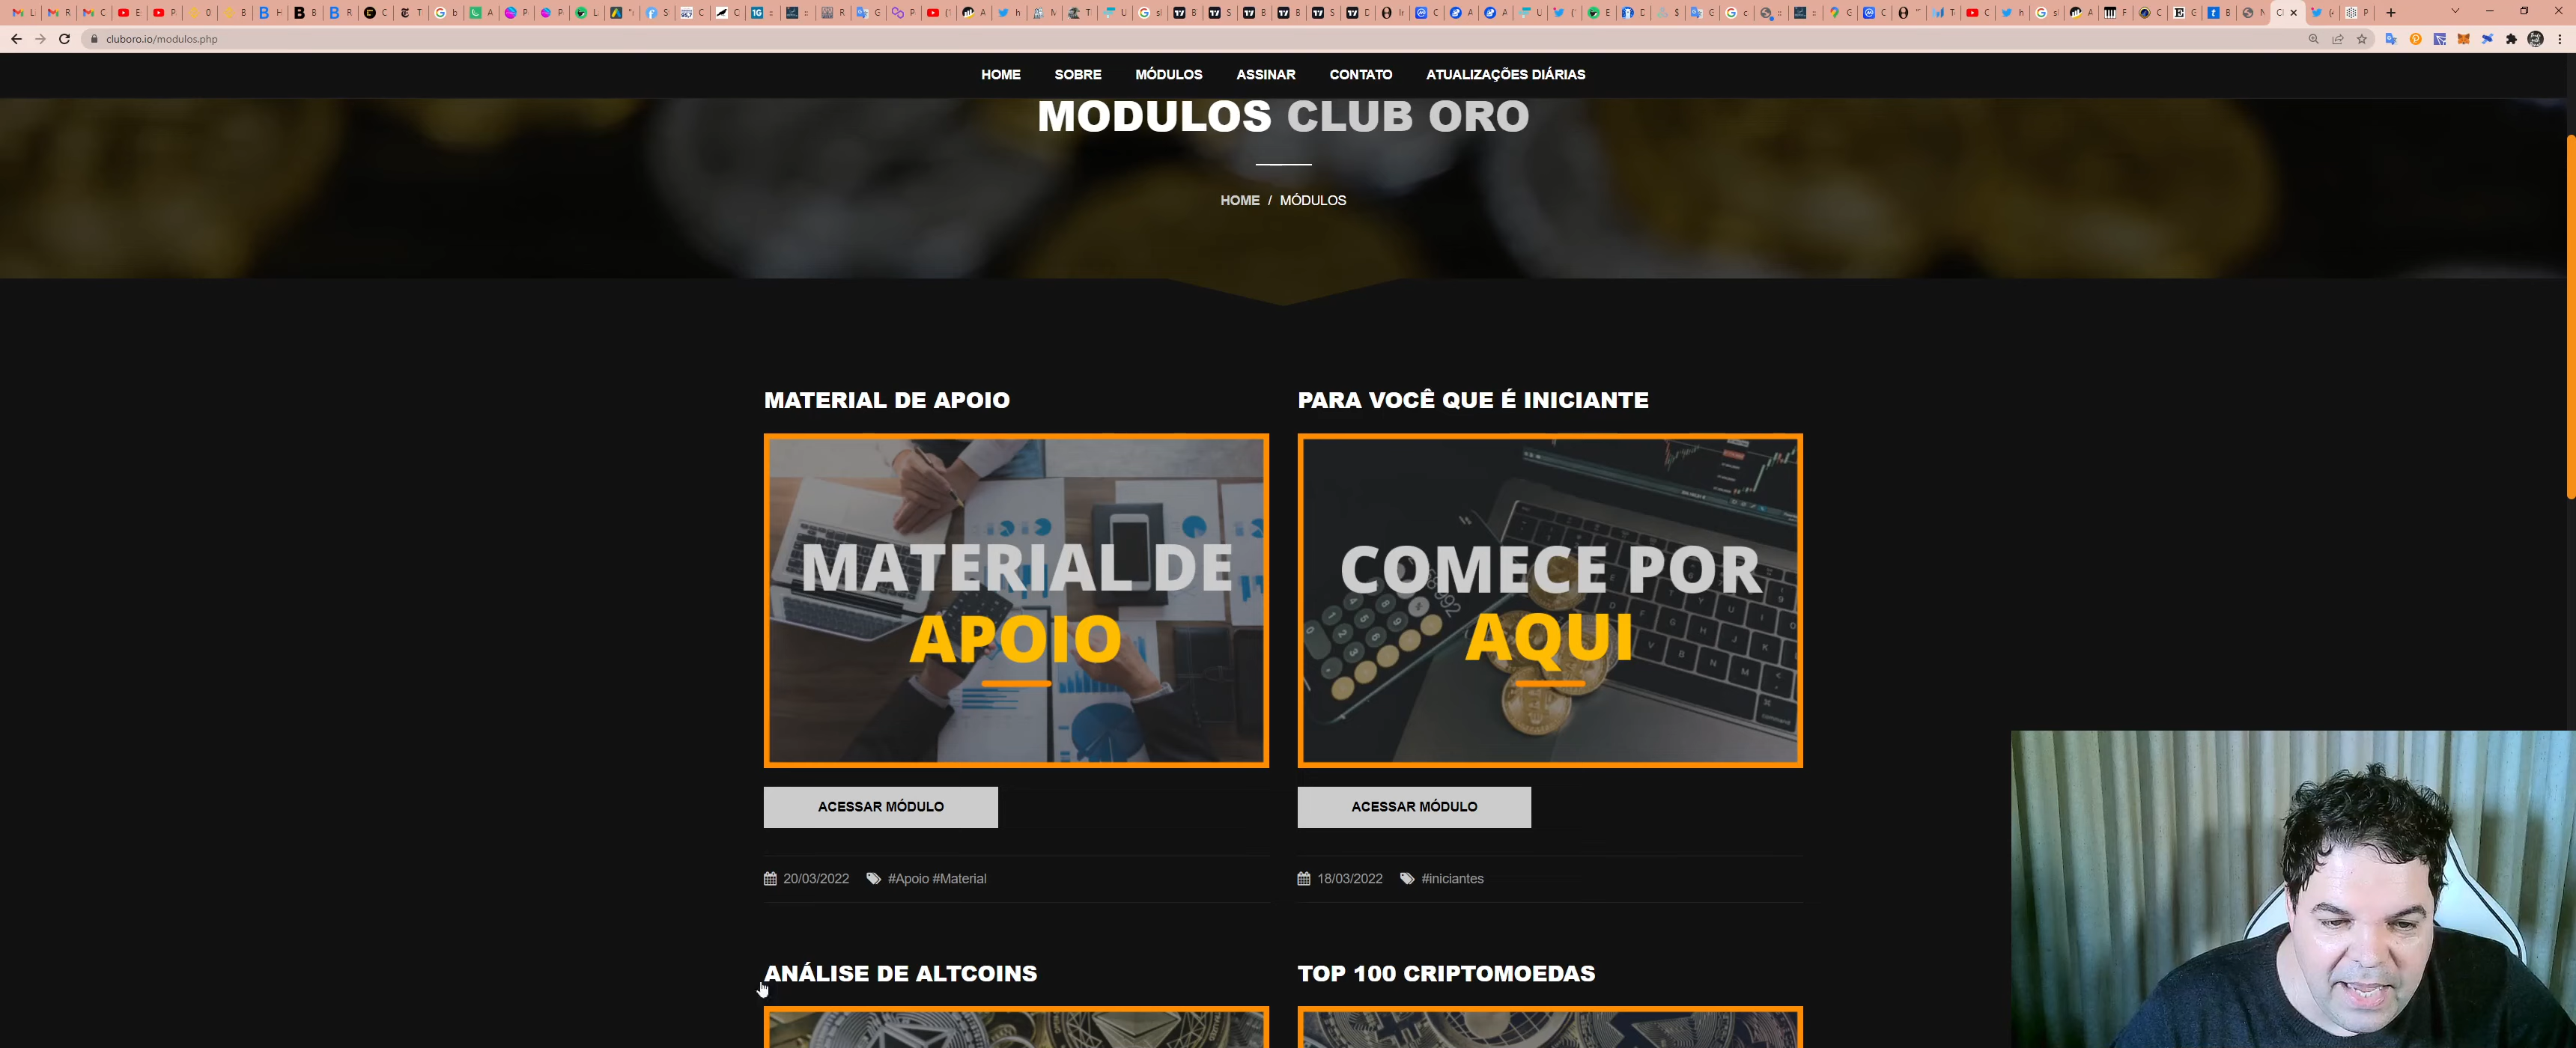 cluboro.io/modulos.php
HOME SOBRE MÓDULOS ASSINAR CONTATO ATUALIZAÇÕES DIÁRIAS
MODULOS CLUB ORO
HOME / MÓDULOS
MATERIAL DE APOIO
PARA VOCÊ QUE É INICIANTE
MATERIAL DE
APOIO
COMECE POR
AQUI
ACESSAR MÓDULO
ACESSAR MÓDULO
20/03/2022 #Apoio #Material
18/03/2022 #iniciantes
ANÁLISE DE ALTCOINS
TOP 100 CRIPTOMOEDAS